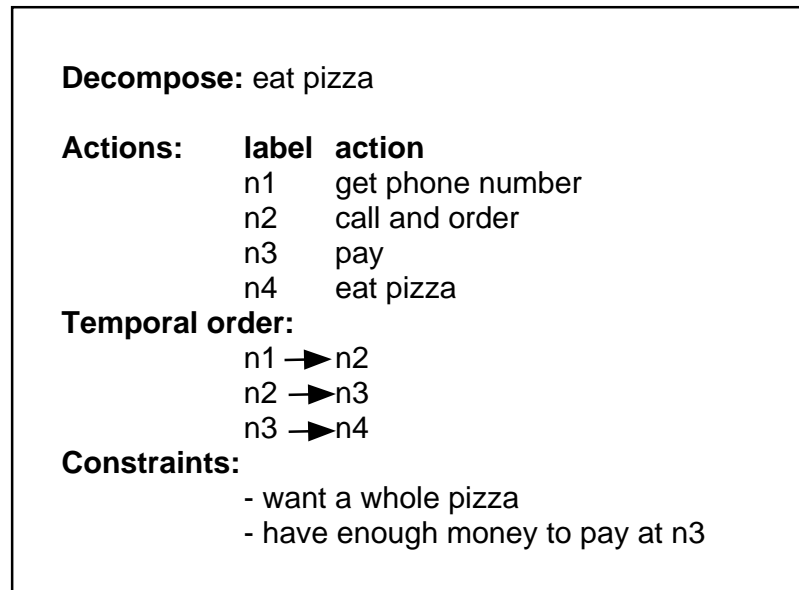 Decompose: eat pizza
Actions: label action
n1 get phone number
n2 call and order
n3 pay
n4 eat pizza
Temporal order:
n1 → n2
n2 → n3
n3 → n4
Constraints:
- want a whole pizza
- have enough money to pay at n3